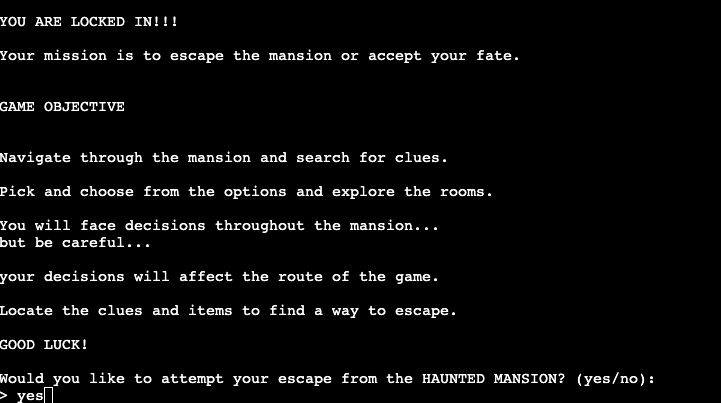 YOU ARE LOCKED IN!!!
Your mission is to escape the mansion or accept your fate.
GAME OBJECTIVE
Navigate through the mansion and search for clues.
Pick and choose from the options and explore the rooms.
You will face decisions throughout the mansion...
but be careful...
your decisions will affect the route of the game.
Locate the clues and items to find a way to escape.
GOOD LUCK!
Would you like to attempt your escape from the HAUNTED MANSION? (yes/no):
> yes